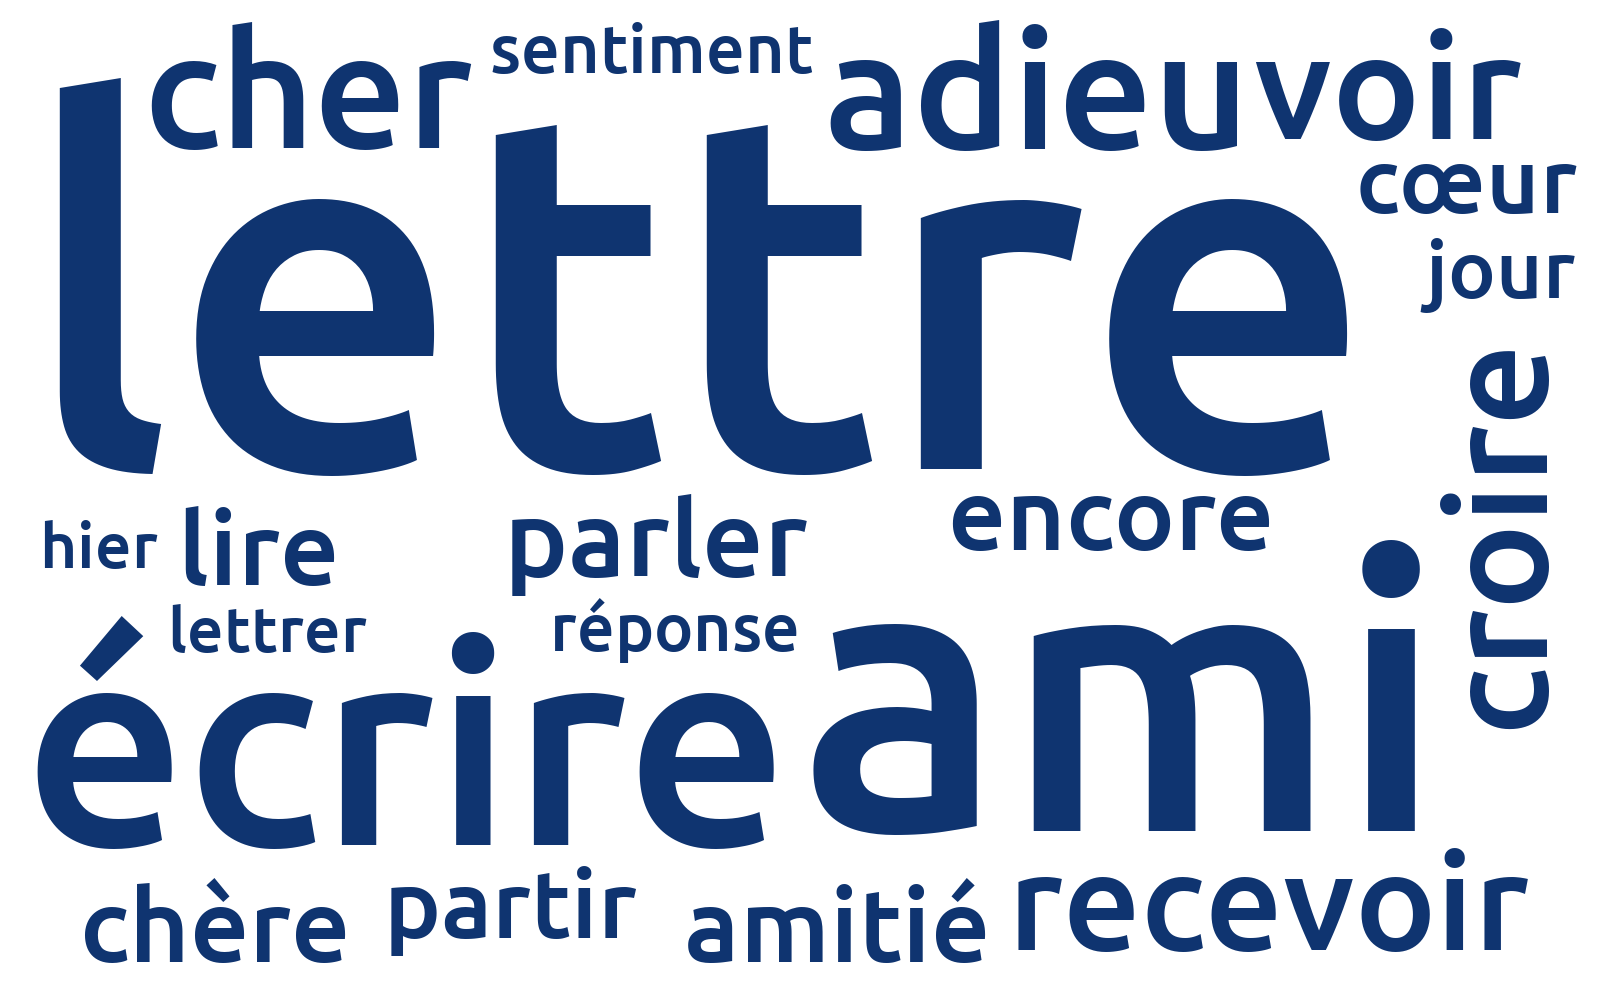 cher
sentiment
adieu
voir
cœur
lettre
jour
croire
hier
lire
parler
encore
lettrer
réponse
écrire
ami
chère
partir
amitié
recevoir